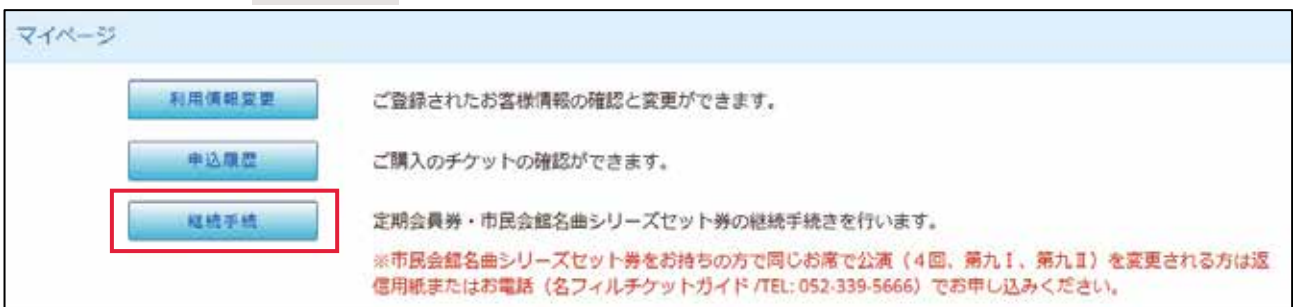 マイページ
利用情報変更
ご登録されたお客様情報の確認と変更ができます。
申込履歴
ご購入のチケットの確認ができます。
継続手続
定期会員券・市民会館名曲シリーズセット券の継続手続きを行います。
※市民会館名曲シリーズセット券をお持ちの方で同じお席で公演（4回、第九Ⅰ、第九Ⅱ）を変更される方は返
信用紙またはお電話（名フィルチケットガイド /TEL: 052-339-5666）でお申し込みください。